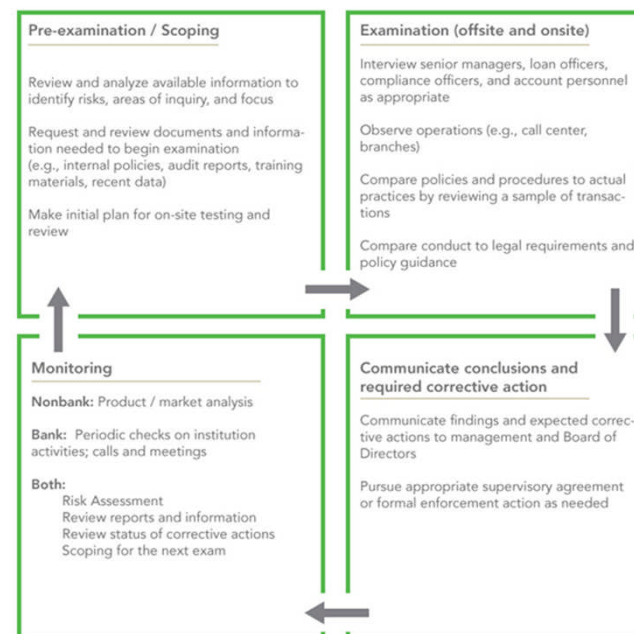 Pre-examination / Scoping
Review and analyze available information to
identify risks, areas of inquiry, and focus
Request and review documents and informa-
tion needed to begin examination
(e.g., internal policies, audit reports, training
materials, recent data)
Make initial plan for on-site testing and
review
Examination (offsite and onsite)
Interview senior managers, loan officers,
compliance officers, and account personnel
as appropriate
Observe operations (e.g., call center,
branches)
Compare policies and procedures to actual
practices by reviewing a sample of transac-
tions
Compare conduct to legal requirements and
policy guidance
Monitoring
Nonbank: Product / market analysis
Bank: Periodic checks on institution
activities; calls and meetings
Both:
Risk Assessment
Review reports and information
Review status of corrective actions
Scoping for the next exam
Communicate conclusions and
required corrective action
Communicate findings and expected correc-
tive actions to management and Board of
Directors
Pursue appropriate supervisory agreement
or formal enforcement action as needed